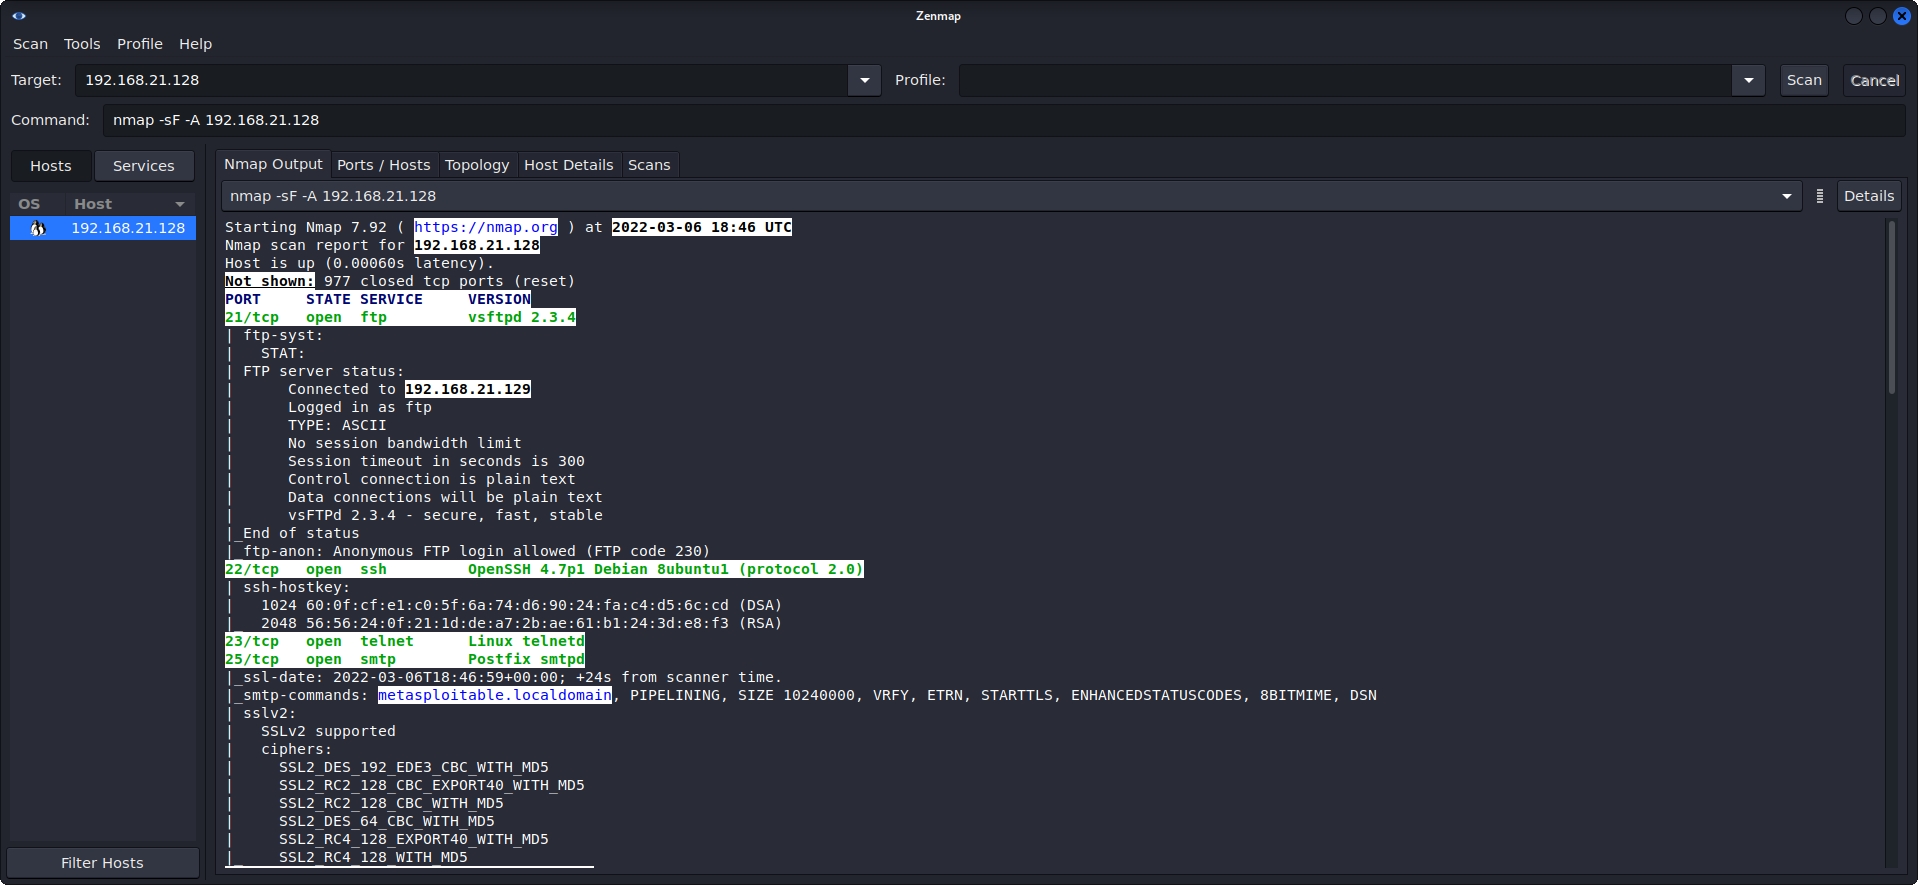 Zenmap
Scan Tools Profile Help
Target: 192.168.21.128 Profile: Scan Cancel
Command: nmap -sF -A 192.168.21.128
Hosts Services
OS Host
192.168.21.128
Filter Hosts
Nmap Output Ports / Hosts Topology Host Details Scans
nmap -sF -A 192.168.21.128 Details
Starting Nmap 7.92 ( https://nmap.org ) at 2022-03-06 18:46 UTC
Nmap scan report for 192.168.21.128
Host is up (0.00060s latency).
Not shown: 977 closed tcp ports (reset)
PORT     STATE SERVICE     VERSION
21/tcp   open  ftp         vsftpd 2.3.4
| ftp-syst:
|   STAT:
| FTP server status:
|      Connected to 192.168.21.129
|      Logged in as ftp
|      TYPE: ASCII
|      No session bandwidth limit
|      Session timeout in seconds is 300
|      Control connection is plain text
|      Data connections will be plain text
|      vsFTPd 2.3.4 - secure, fast, stable
|_End of status
|_ftp-anon: Anonymous FTP login allowed (FTP code 230)
22/tcp   open  ssh         OpenSSH 4.7p1 Debian 8ubuntu1 (protocol 2.0)
| ssh-hostkey:
|   1024 60:0f:cf:e1:c0:5f:6a:74:d6:90:24:fa:c4:d5:6c:cd (DSA)
|_  2048 56:56:24:0f:21:1d:de:a7:2b:ae:61:b1:24:3d:e8:f3 (RSA)
23/tcp   open  telnet      Linux telnetd
25/tcp   open  smtp        Postfix smtpd
|_ssl-date: 2022-03-06T18:46:59+00:00; +24s from scanner time.
|_smtp-commands: metasploitable.localdomain, PIPELINING, SIZE 10240000, VRFY, ETRN, STARTTLS, ENHANCEDSTATUSCODES, 8BITMIME, DSN
| sslv2:
|   SSLv2 supported
|   ciphers:
|     SSL2_DES_192_EDE3_CBC_WITH_MD5
|     SSL2_RC2_128_CBC_EXPORT40_WITH_MD5
|     SSL2_RC2_128_CBC_WITH_MD5
|     SSL2_DES_64_CBC_WITH_MD5
|     SSL2_RC4_128_EXPORT40_WITH_MD5
|_    SSL2_RC4_128_WITH_MD5